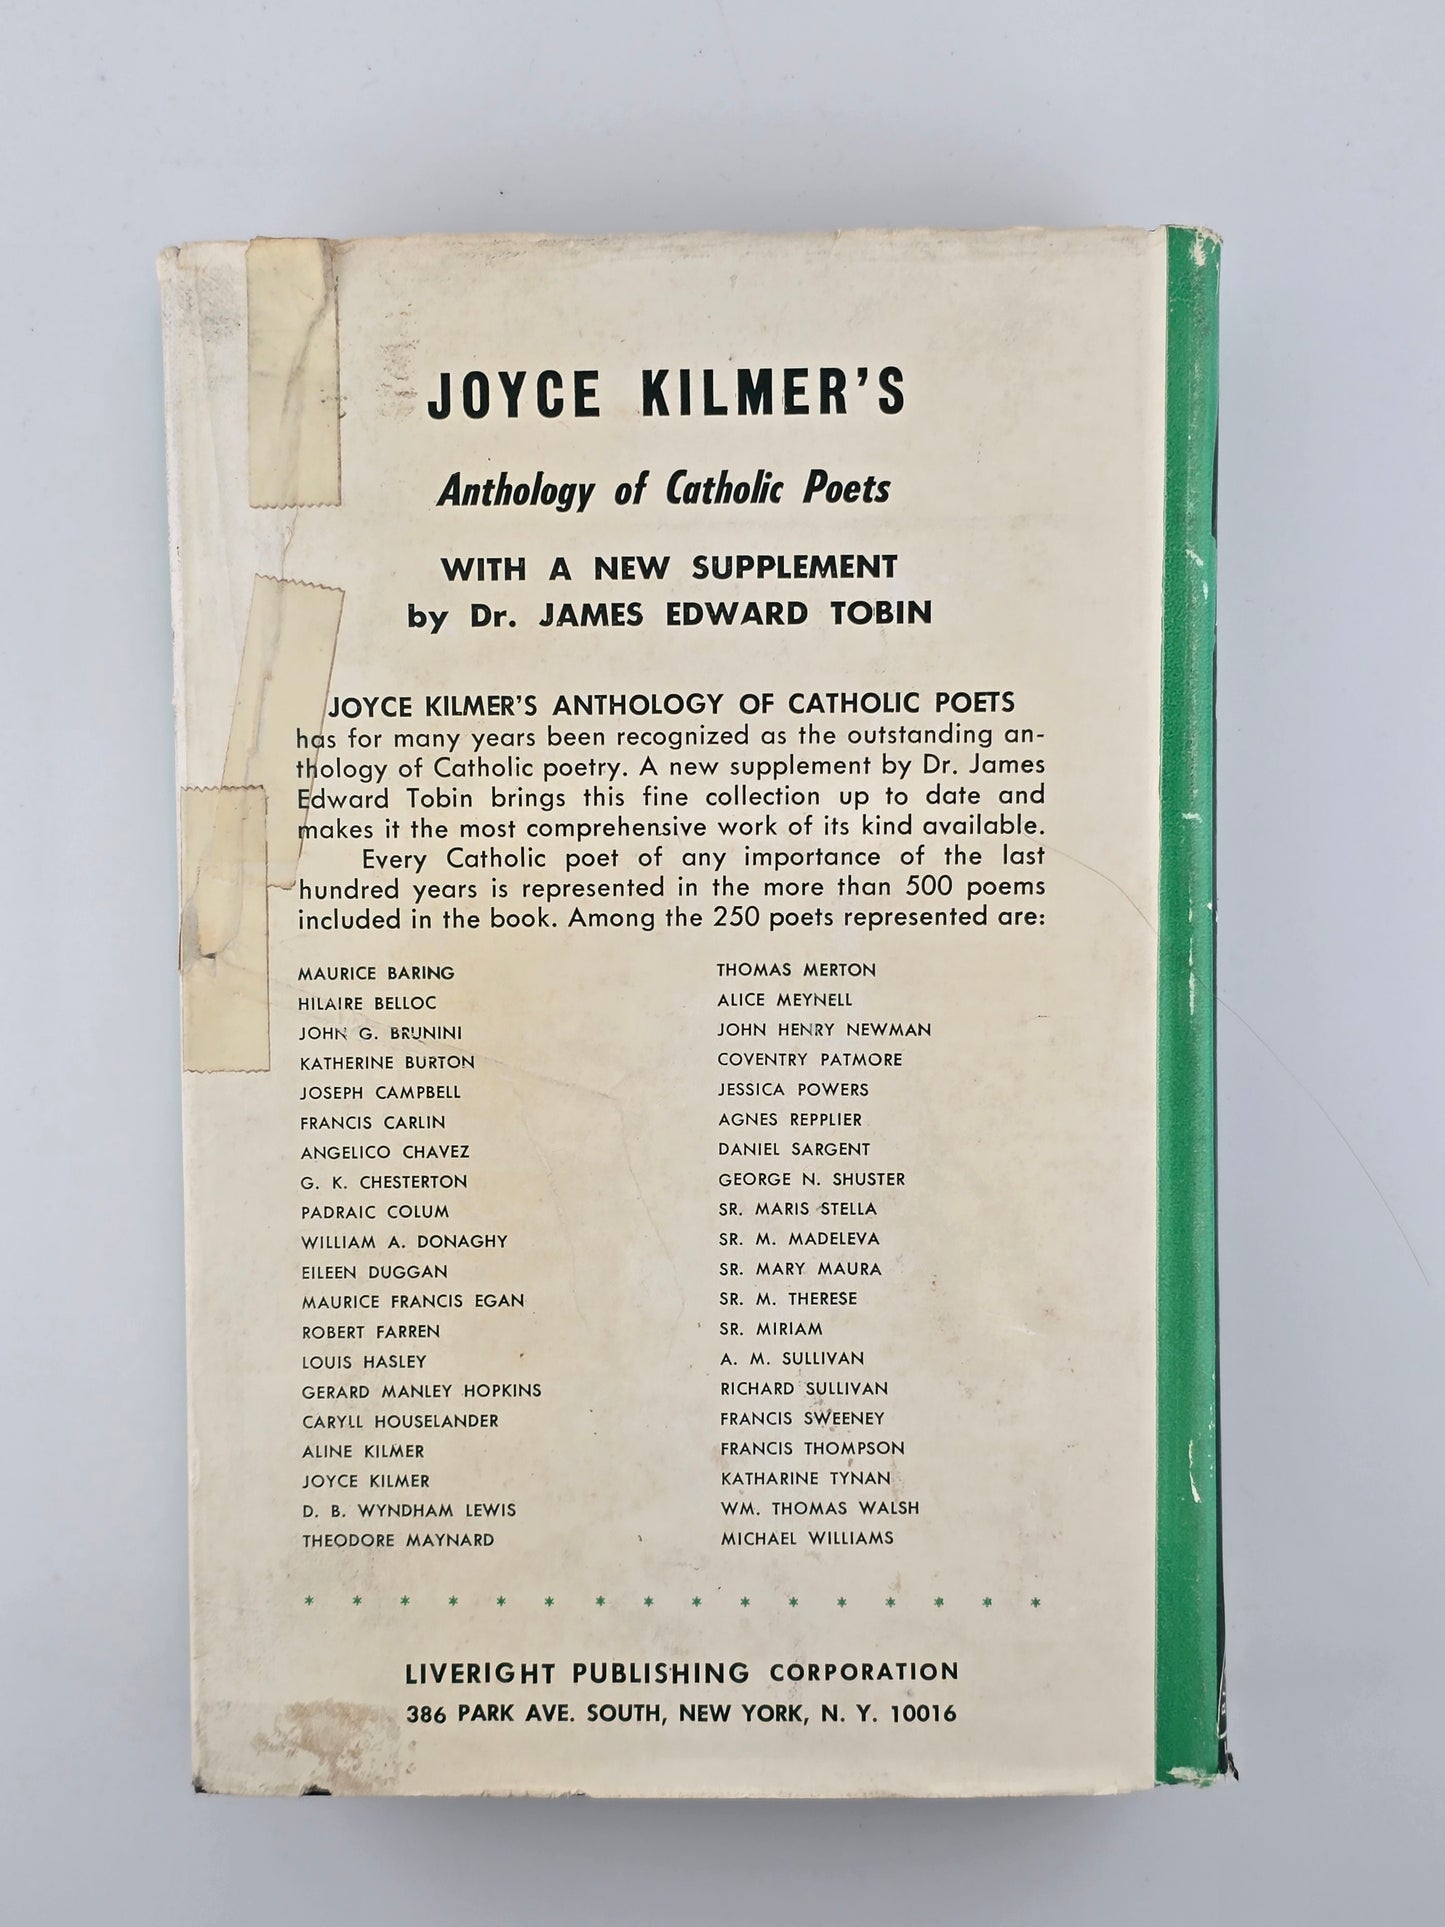 JOYCE KILMER'S
Anthology of Catholic Poets
WITH A NEW SUPPLEMENT
by Dr. JAMES EDWARD TOBIN
JOYCE KILMER'S ANTHOLOGY OF CATHOLIC POETS
has for many years been recognized as the outstanding an-
thology of Catholic poetry. A new supplement by Dr. James
Edward Tobin brings this fine collection up to date and
makes it the most comprehensive work of its kind available.
Every Catholic poet of any importance of the last
hundred years is represented in the more than 500 poems
included in the book. Among the 250 poets represented are:
MAURICE BARING
HILAIRE BELLOC
JOHN G. BRUNINI
KATHERINE BURTON
JOSEPH CAMPBELL
FRANCIS CARLIN
ANGELICO CHAVEZ
G. K. CHESTERTON
PADRAIC COLUM
WILLIAM A. DONAGHY
EILEEN DUGGAN
MAURICE FRANCIS EGAN
ROBERT FARREN
LOUIS HASLEY
GERARD MANLEY HOPKINS
CARYLL HOUSELANDER
ALINE KILMER
JOYCE KILMER
D. B. WYNDHAM LEWIS
THEODORE MAYNARD
THOMAS MERTON
ALICE MEYNELL
JOHN HENRY NEWMAN
COVENTRY PATMORE
JESSICA POWERS
AGNES REPPLIER
DANIEL SARGENT
GEORGE N. SHUSTER
SR. MARIS STELLA
SR. M. MADELEVA
SR. MARY MAURA
SR. M. THERESE
SR. MIRIAM
A. M. SULLIVAN
RICHARD SULLIVAN
FRANCIS SWEENEY
FRANCIS THOMPSON
KATHARINE TYNAN
WM. THOMAS WALSH
MICHAEL WILLIAMS
* * * * * * * * * * * * * * * *
LIVERIGHT PUBLISHING CORPORATION
386 PARK AVE. SOUTH, NEW YORK, N. Y. 10016